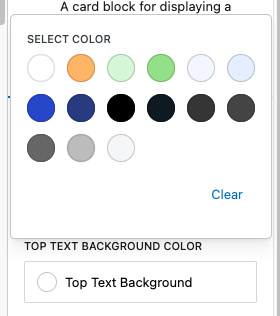 A card block for displaying a
SELECT COLOR
Clear
TOP TEXT BACKGROUND COLOR
Top Text Background